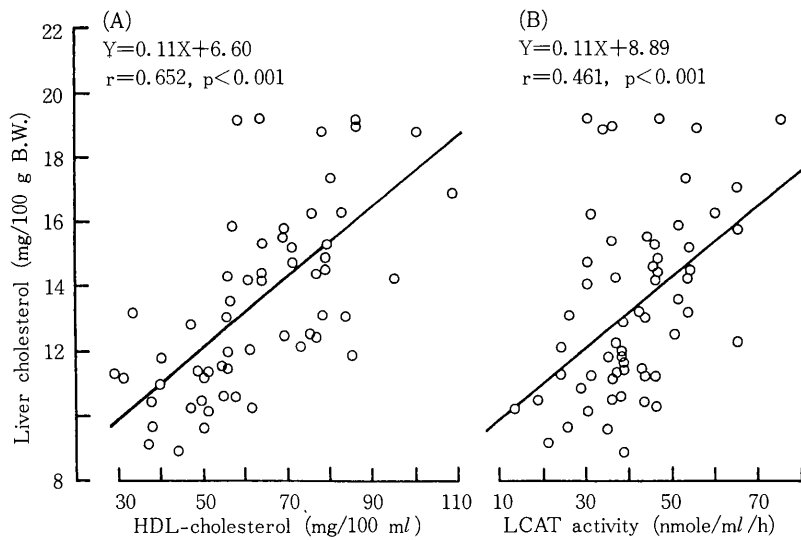 (A)
Y=0.11X+6.60
r=0.652, p<0.001
(B)
Y=0.11X+8.89
r=0.461, p<0.001
Liver cholesterol (mg/100 g B.W.)
22
20
18
16
14
12
10
8
30 50 70 90 110
HDL-cholesterol (mg/100 ml)
10 30 50 70
LCAT activity (nmole/ml/h)